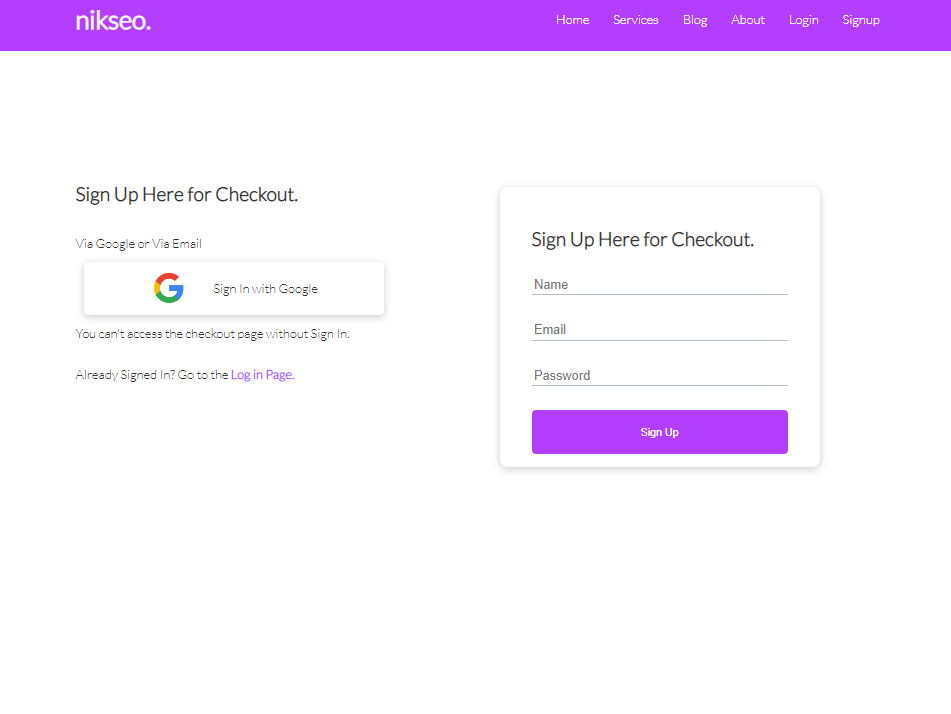 nikseo.
Home Services Blog About Login Signup
Sign Up Here for Checkout.
Via Google or Via Email
Sign In with Google
You can't access the checkout page without Sign In.
Already Signed In? Go to the Log in Page.
Sign Up Here for Checkout.
Name
Email
Password
Sign Up